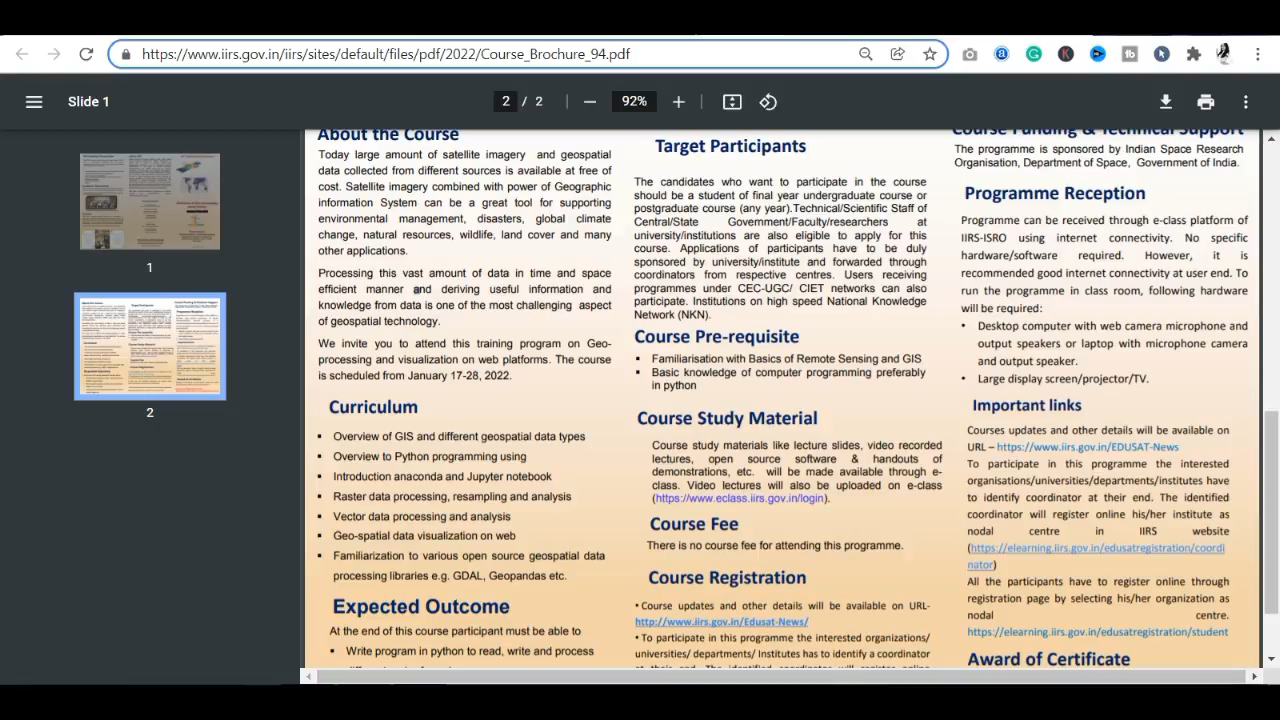 https://www.iirs.gov.in/iirs/sites/default/files/pdf/2022/Course_Brochure_94.pdf
Slide 1
2 / 2
92%
1
2
About the Course
Today large amount of satellite imagery and geospatial
data collected from different sources is available at free of
cost. Satellite imagery combined with power of Geographic
information System can be a great tool for supporting
environmental management, disasters, global climate
change, natural resources, wildlife, land cover and many
other applications.
Processing this vast amount of data in time and space
efficient manner and deriving useful information and
knowledge from data is one of the most challenging aspect
of geospatial technology.
We invite you to attend this training program on Geo-
processing and visualization on web platforms. The course
is scheduled from January 17-28, 2022.
Curriculum
▪ Overview of GIS and different geospatial data types
▪ Overview to Python programming using
▪ Introduction anaconda and Jupyter notebook
▪ Raster data processing, resampling and analysis
▪ Vector data processing and analysis
▪ Geo-spatial data visualization on web
▪ Familiarization to various open source geospatial data
processing libraries e.g. GDAL, Geopandas etc.
Expected Outcome
At the end of this course participant must be able to
▪ Write program in python to read, write and process
Target Participants
The candidates who want to participate in the course
should be a student of final year undergraduate course or
postgraduate course (any year).Technical/Scientific Staff of
Central/State Government/Faculty/researchers at
university/institutions are also eligible to apply for this
course. Applications of participants have to be duly
sponsored by university/institute and forwarded through
coordinators from respective centres. Users receiving
programmes under CEC-UGC/ CIET networks can also
participate. Institutions on high speed National Knowledge
Network (NKN).
Course Pre-requisite
▪ Familiarisation with Basics of Remote Sensing and GIS
▪ Basic knowledge of computer programming preferably
in python
Course Study Material
Course study materials like lecture slides, video recorded
lectures, open source software & handouts of
demonstrations, etc. will be made available through e-
class. Video lectures will also be uploaded on e-class
(https://www.eclass.iirs.gov.in/login).
Course Fee
There is no course fee for attending this programme.
Course Registration
• Course updates and other details will be available on URL-
http://www.iirs.gov.in/Edusat-News/
• To participate in this programme the interested organizations/
universities/ departments/ Institutes has to identify a coordinator
at their end. The identified coordinator will register online
Course Funding & Technical Support
The programme is sponsored by Indian Space Research
Organisation, Department of Space, Government of India.
Programme Reception
Programme can be received through e-class platform of
IIRS-ISRO using internet connectivity. No specific
hardware/software required. However, it is
recommended good internet connectivity at user end. To
run the programme in class room, following hardware
will be required:
• Desktop computer with web camera microphone and
output speakers or laptop with microphone camera
and output speaker.
• Large display screen/projector/TV.
Important links
Courses updates and other details will be available on
URL – https://www.iirs.gov.in/EDUSAT-News
To participate in this programme the interested
organisations/universities/departments/institutes have
to identify coordinator at their end. The identified
coordinator will register online his/her institute as
nodal centre in IIRS website
(https://elearning.iirs.gov.in/edusatregistration/coordi
nator)
All the participants have to register online through
registration page by selecting his/her organization as
nodal centre.
https://elearning.iirs.gov.in/edusatregistration/student
Award of Certificate